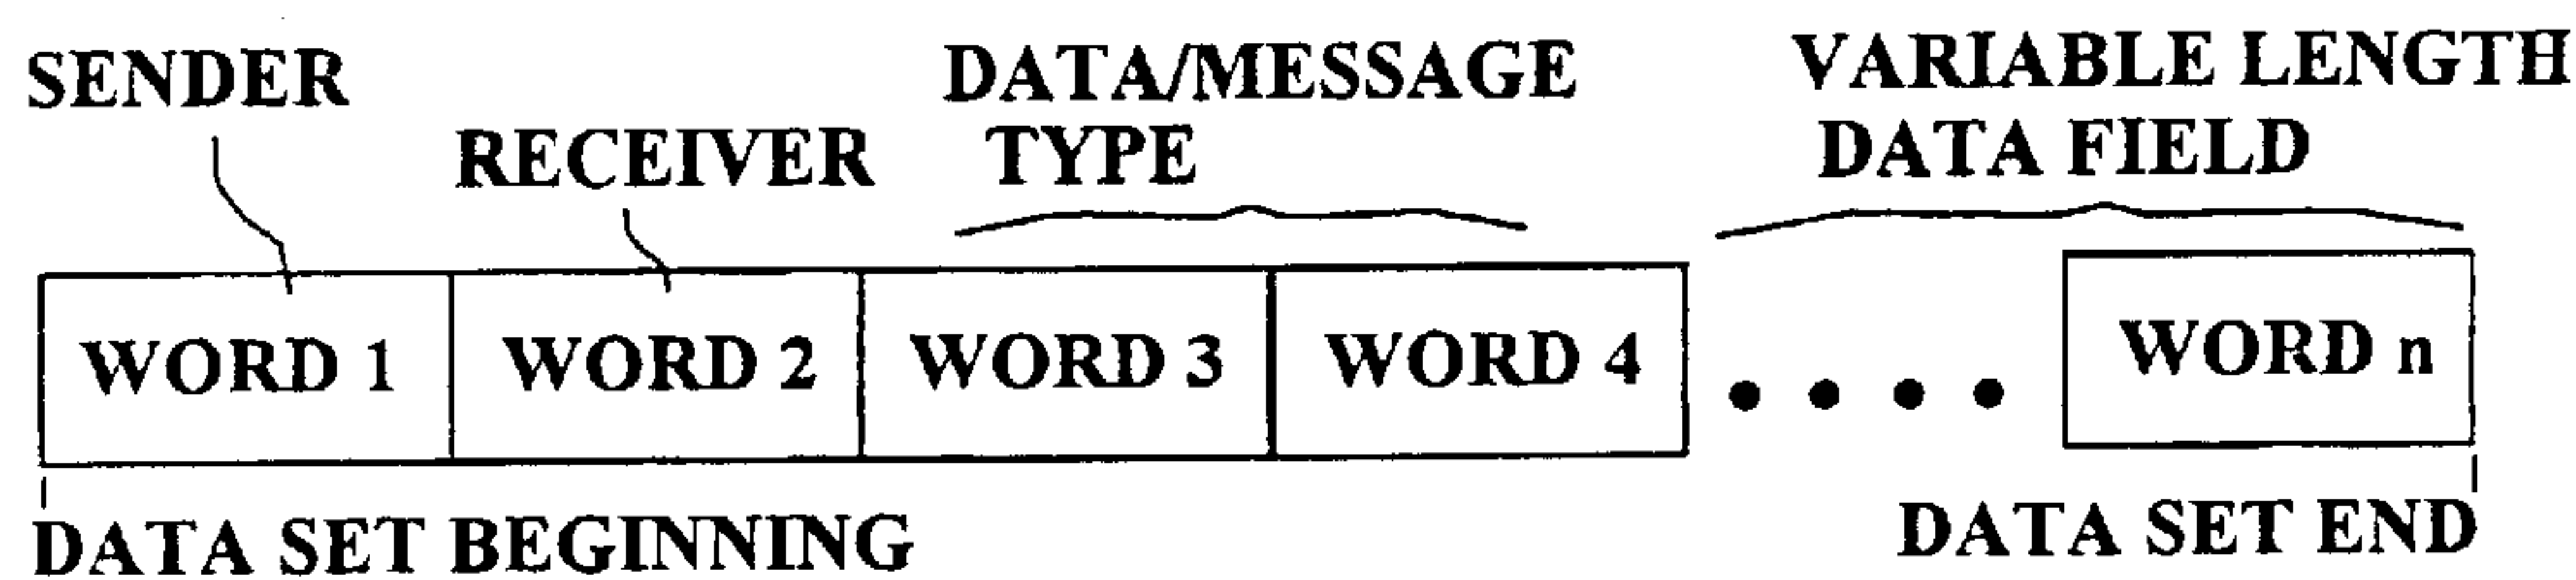 SENDER
RECEIVER
DATA/MESSAGE
TYPE
VARIABLE LENGTH
DATA FIELD
WORD 1
WORD 2
WORD 3
WORD 4
• • • •
WORD n
DATA SET BEGINNING
DATA SET END